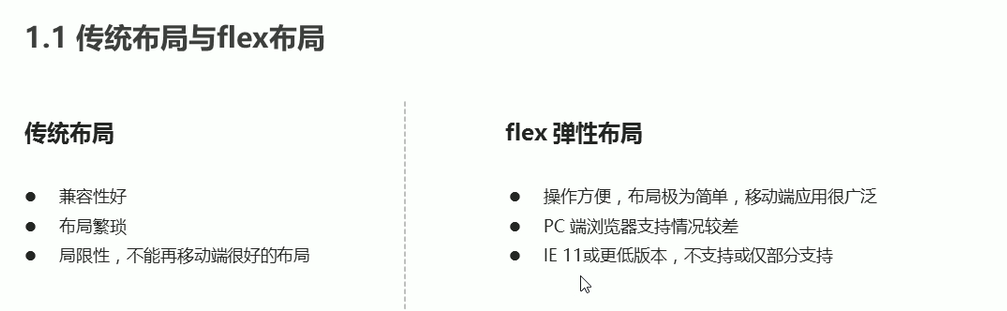 1.1 传统布局与flex布局
传统布局
● 兼容性好
● 布局繁琐
● 局限性，不能再移动端很好的布局
flex 弹性布局
● 操作方便，布局极为简单，移动端应用很广泛
● PC 端浏览器支持情况较差
● IE 11或更低版本，不支持或仅部分支持